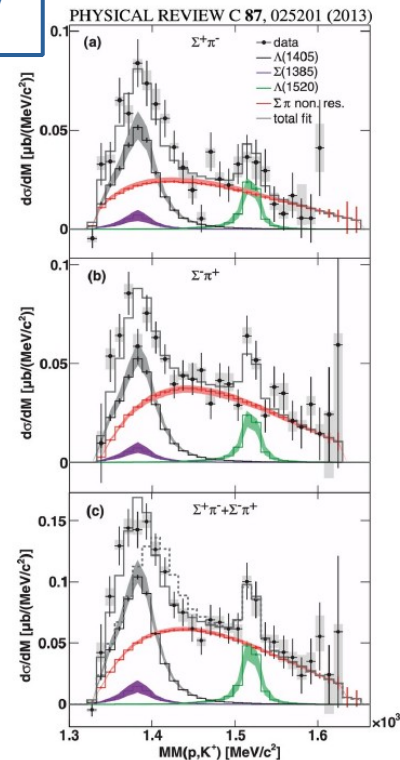 PHYSICAL REVIEW C 87, 025201 (2013)
0.1
(a)
Σ⁺π⁻
data
Λ(1405)
Σ(1385)
Λ(1520)
Σ π non. res.
total fit
0.05
0
dσ/dM [μb/(MeV/c²)]
0.1
(b)
Σ⁻π⁺
0.05
0
dσ/dM [μb/(MeV/c²)]
(c)
Σ⁺π⁻+Σ⁻π⁺
0.15
0.1
0.05
0
dσ/dM [μb/(MeV/c²)]
1.3 1.4 1.5 1.6 ×10³
MM(p,K⁺) [MeV/c²]